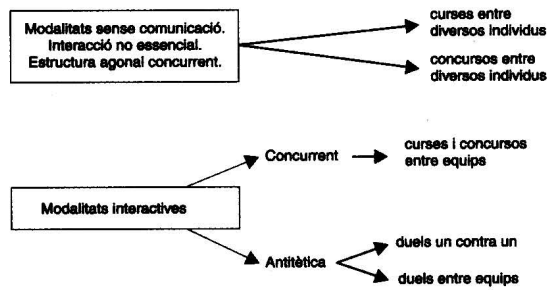 Modalitats sense comunicació.
Interacció no essencial.
Estructura agonal concurrent.
curses entre
diversos individus
concursos entre
diversos individus
Modalitats interactives
Concurrent
curses i concursos
entre equips
Antitètica
duels un contra un
duels entre equips